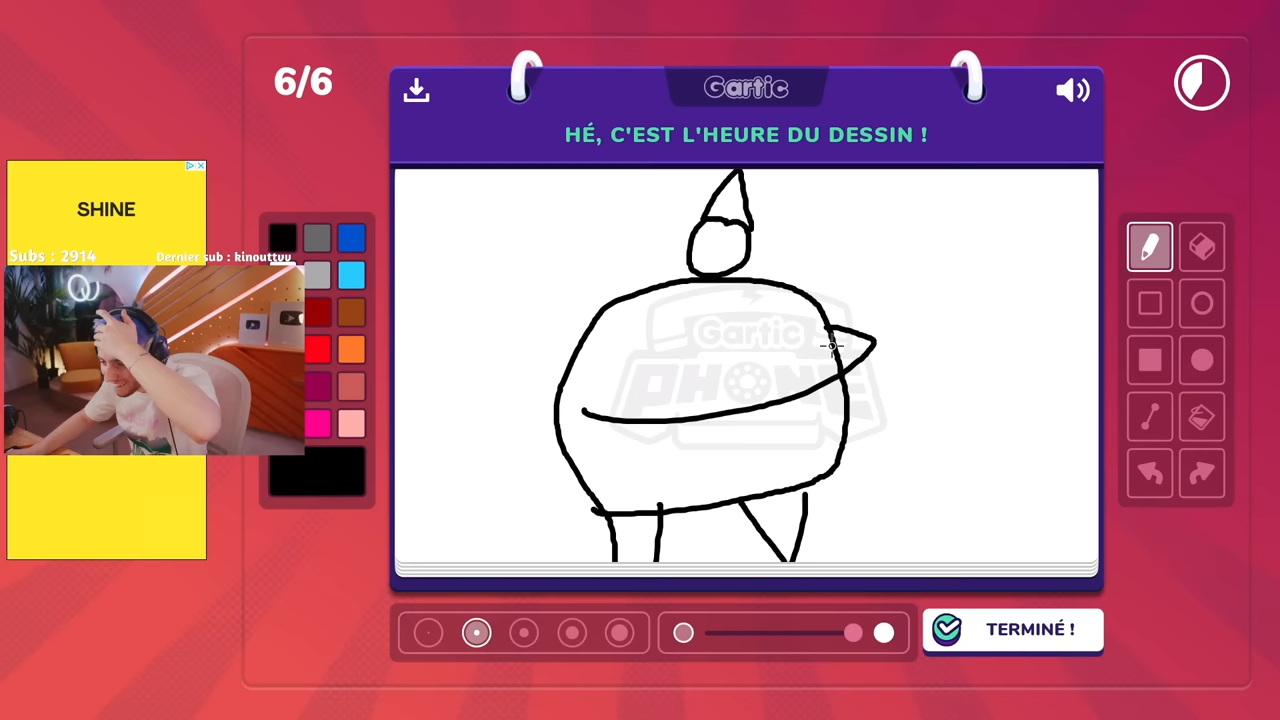 6/6
Gartic
HÉ, C'EST L'HEURE DU DESSIN !
SHINE
Subs : 2914
Dernier sub : kinouttvv
Gartic
PHONE
TERMINÉ !